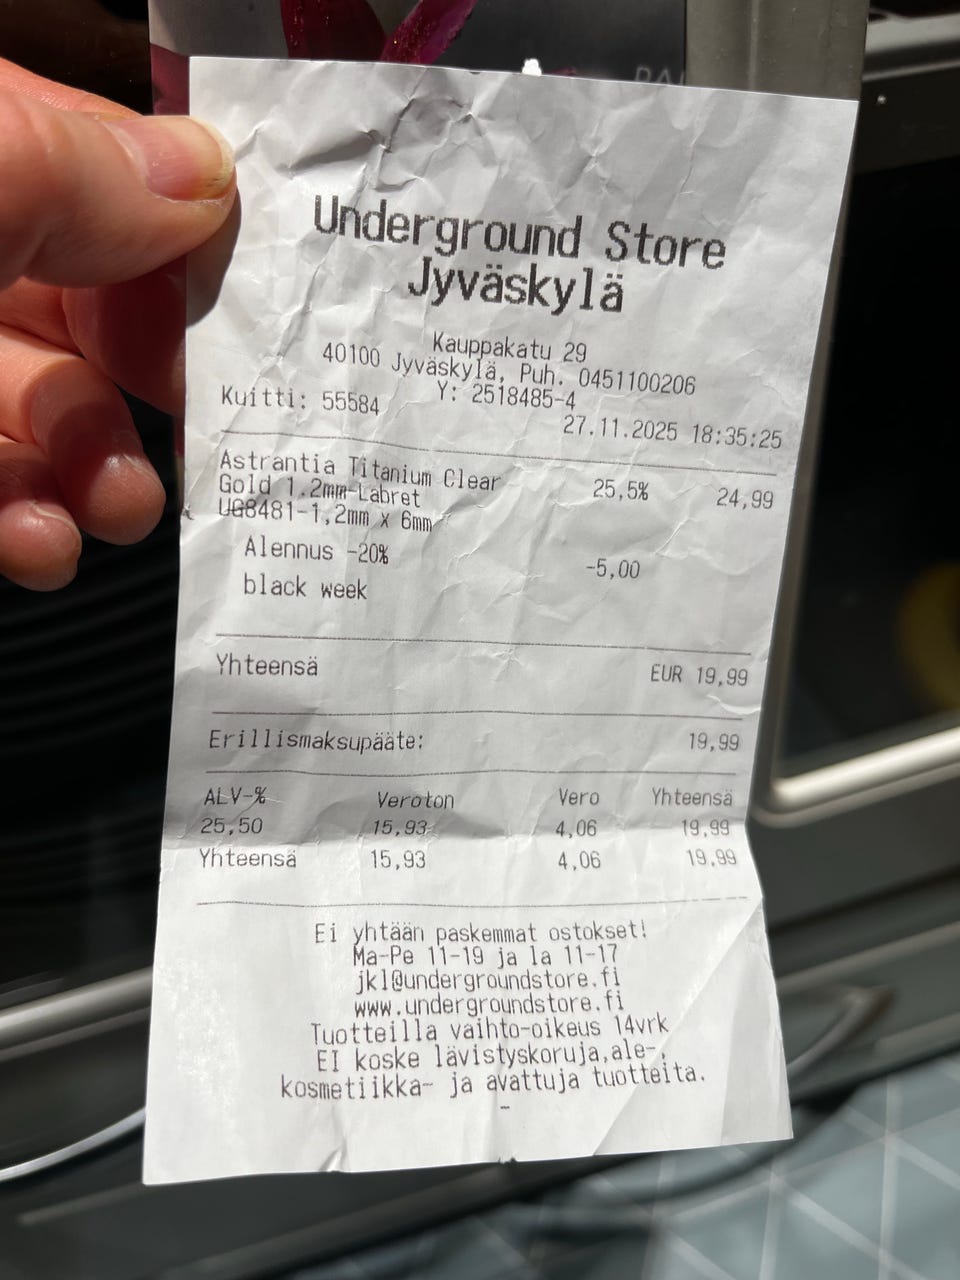 Underground Store
Jyväskylä
Kauppakatu 29
40100 Jyväskylä, Puh. 0451100206
Y: 2518485-4
Kuitti: 55584
27.11.2025 18:35:25
Astrantia Titanium Clear 25,5% 24,99
Gold 1.2mm-Labret
UG8481-1,2mm x 6mm
Alennus -20% -5,00
black week
Yhteensä EUR 19,99
Erillismaksupääte: 19,99
ALV-% Veroton Vero Yhteensä
25,50 15,93 4,06 19,99
Yhteensä 15,93 4,06 19,99
Ei yhtään paskemmat ostokset!
Ma-Pe 11-19 ja la 11-17
jkl@undergroundstore.fi
www.undergroundstore.fi
Tuotteilla vaihto-oikeus 14vrk
EI koske lävistyskoruja,ale-,
kosmetiikka- ja avattuja tuotteita.
-